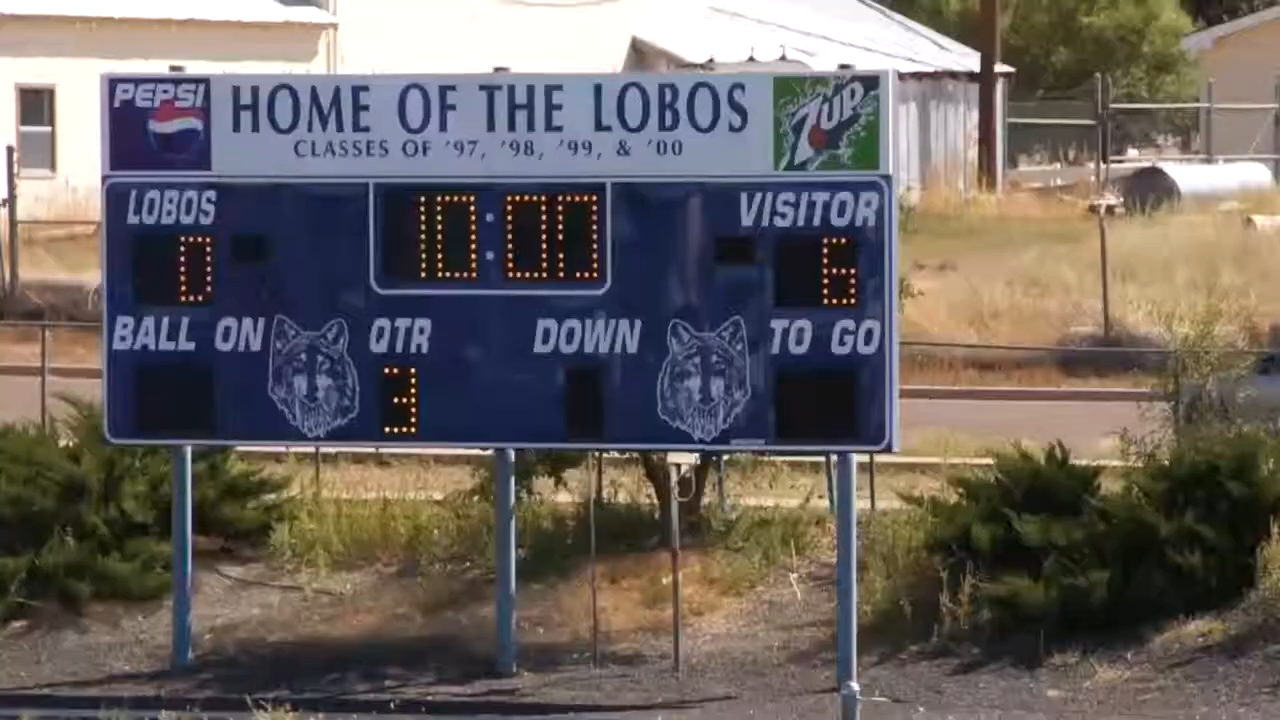 PEPSI
HOME OF THE LOBOS
CLASSES OF '97, '98, '99, & '00
7UP
LOBOS
10:00
VISITOR
0
6
BALL ON
QTR
DOWN
TO GO
3